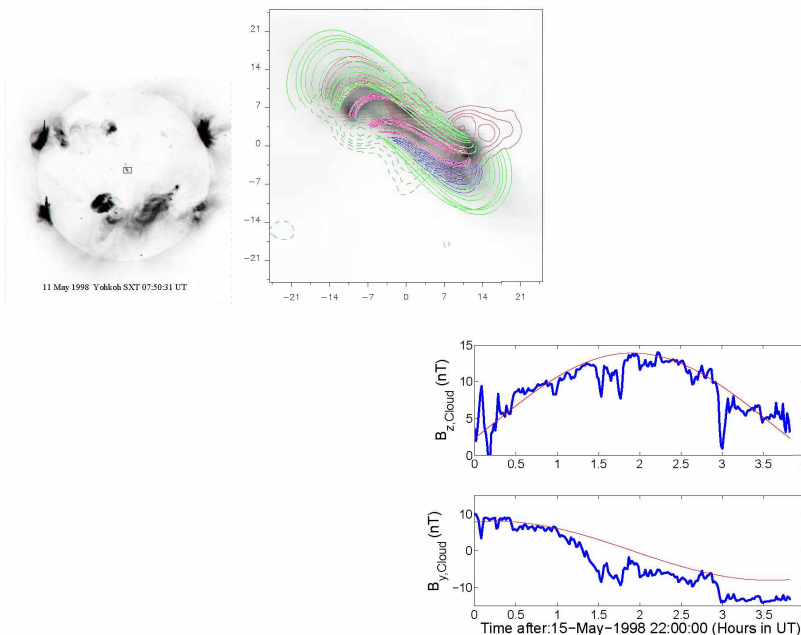 21
14
7
0
−7
−14
−21
−21 −14 −7 0 7 14 21
11 May 1998 Yohkoh SXT 07:50:31 UT
15
10
5
0
B z,Cloud (nT)
0 0.5 1 1.5 2 2.5 3 3.5
10
0
−10
B y,Cloud (nT)
0 0.5 1 1.5 2 2.5 3 3.5
Time after:15−May−1998 22:00:00 (Hours in UT)